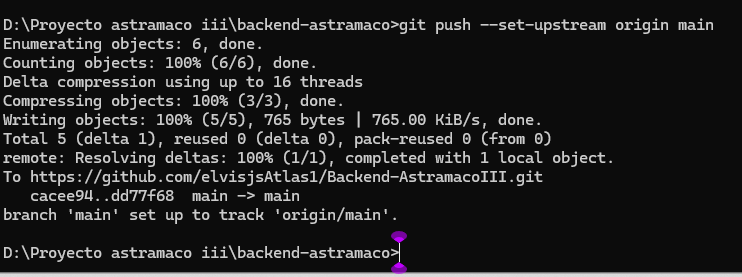 D:\Proyecto astramaco iii\backend-astramaco>git push --set-upstream origin main
Enumerating objects: 6, done.
Counting objects: 100% (6/6), done.
Delta compression using up to 16 threads
Compressing objects: 100% (3/3), done.
Writing objects: 100% (5/5), 765 bytes | 765.00 KiB/s, done.
Total 5 (delta 1), reused 0 (delta 0), pack-reused 0 (from 0)
remote: Resolving deltas: 100% (1/1), completed with 1 local object.
To https://github.com/elvisjsAtlas1/Backend-AstramacoIII.git
   cacee94..dd77f68  main -> main
branch 'main' set up to track 'origin/main'.
D:\Proyecto astramaco iii\backend-astramaco>